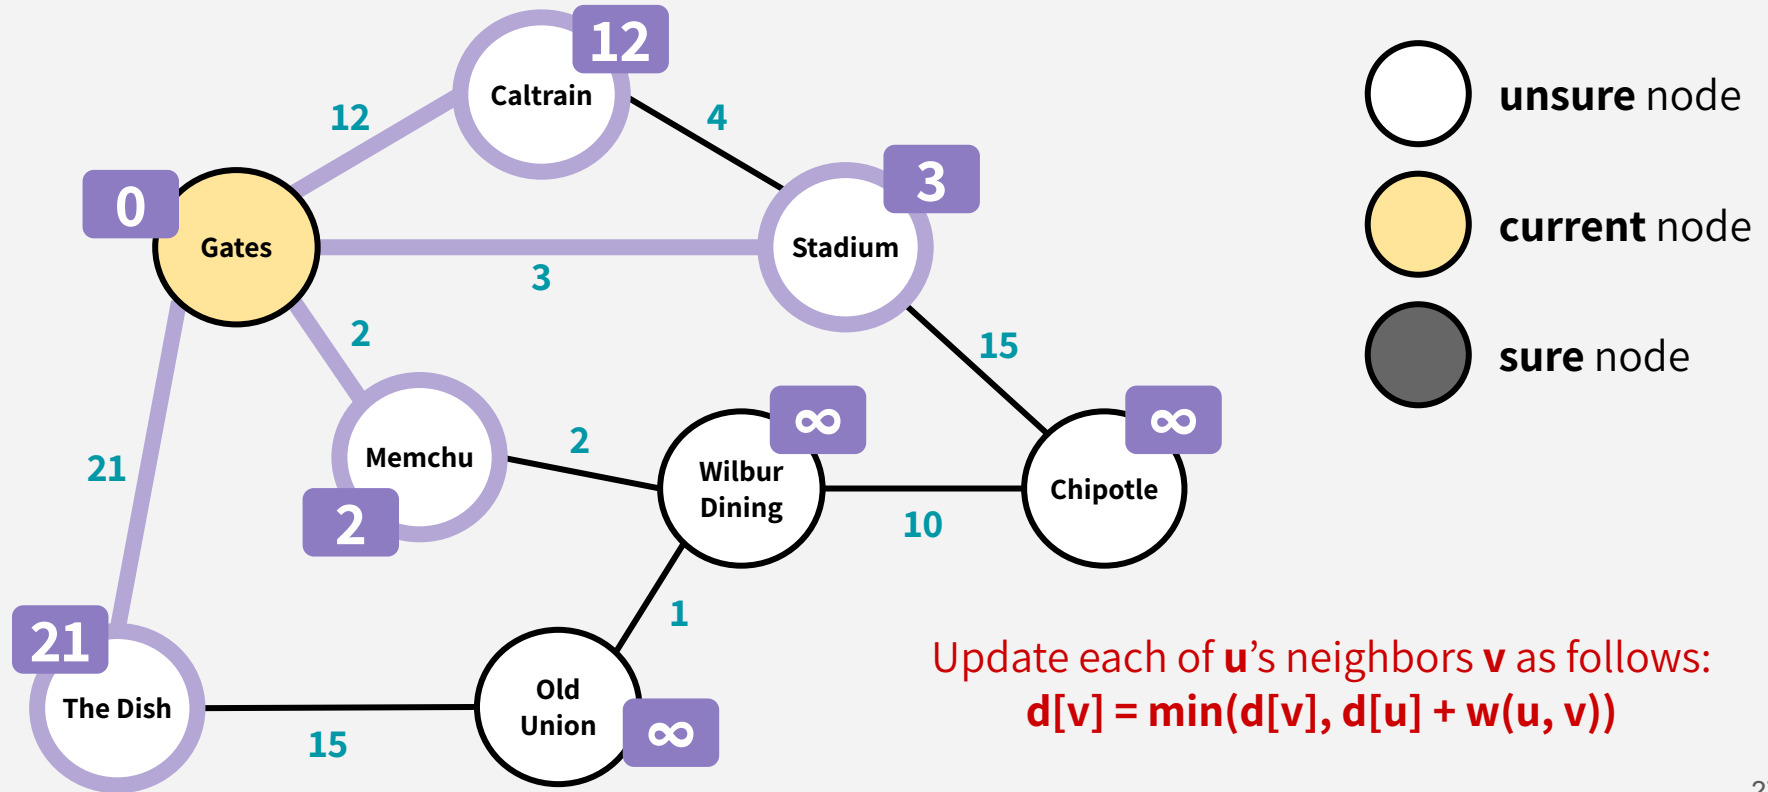 12
Caltrain
12
4
unsure node
0
3
Gates
Stadium
current node
3
2
15
sure node
∞
∞
21
Memchu
2
Wilbur
Dining
Chipotle
2
10
21
1
The Dish
Old
Union
∞
15
Update each of u's neighbors v as follows:
d[v] = min(d[v], d[u] + w(u, v))